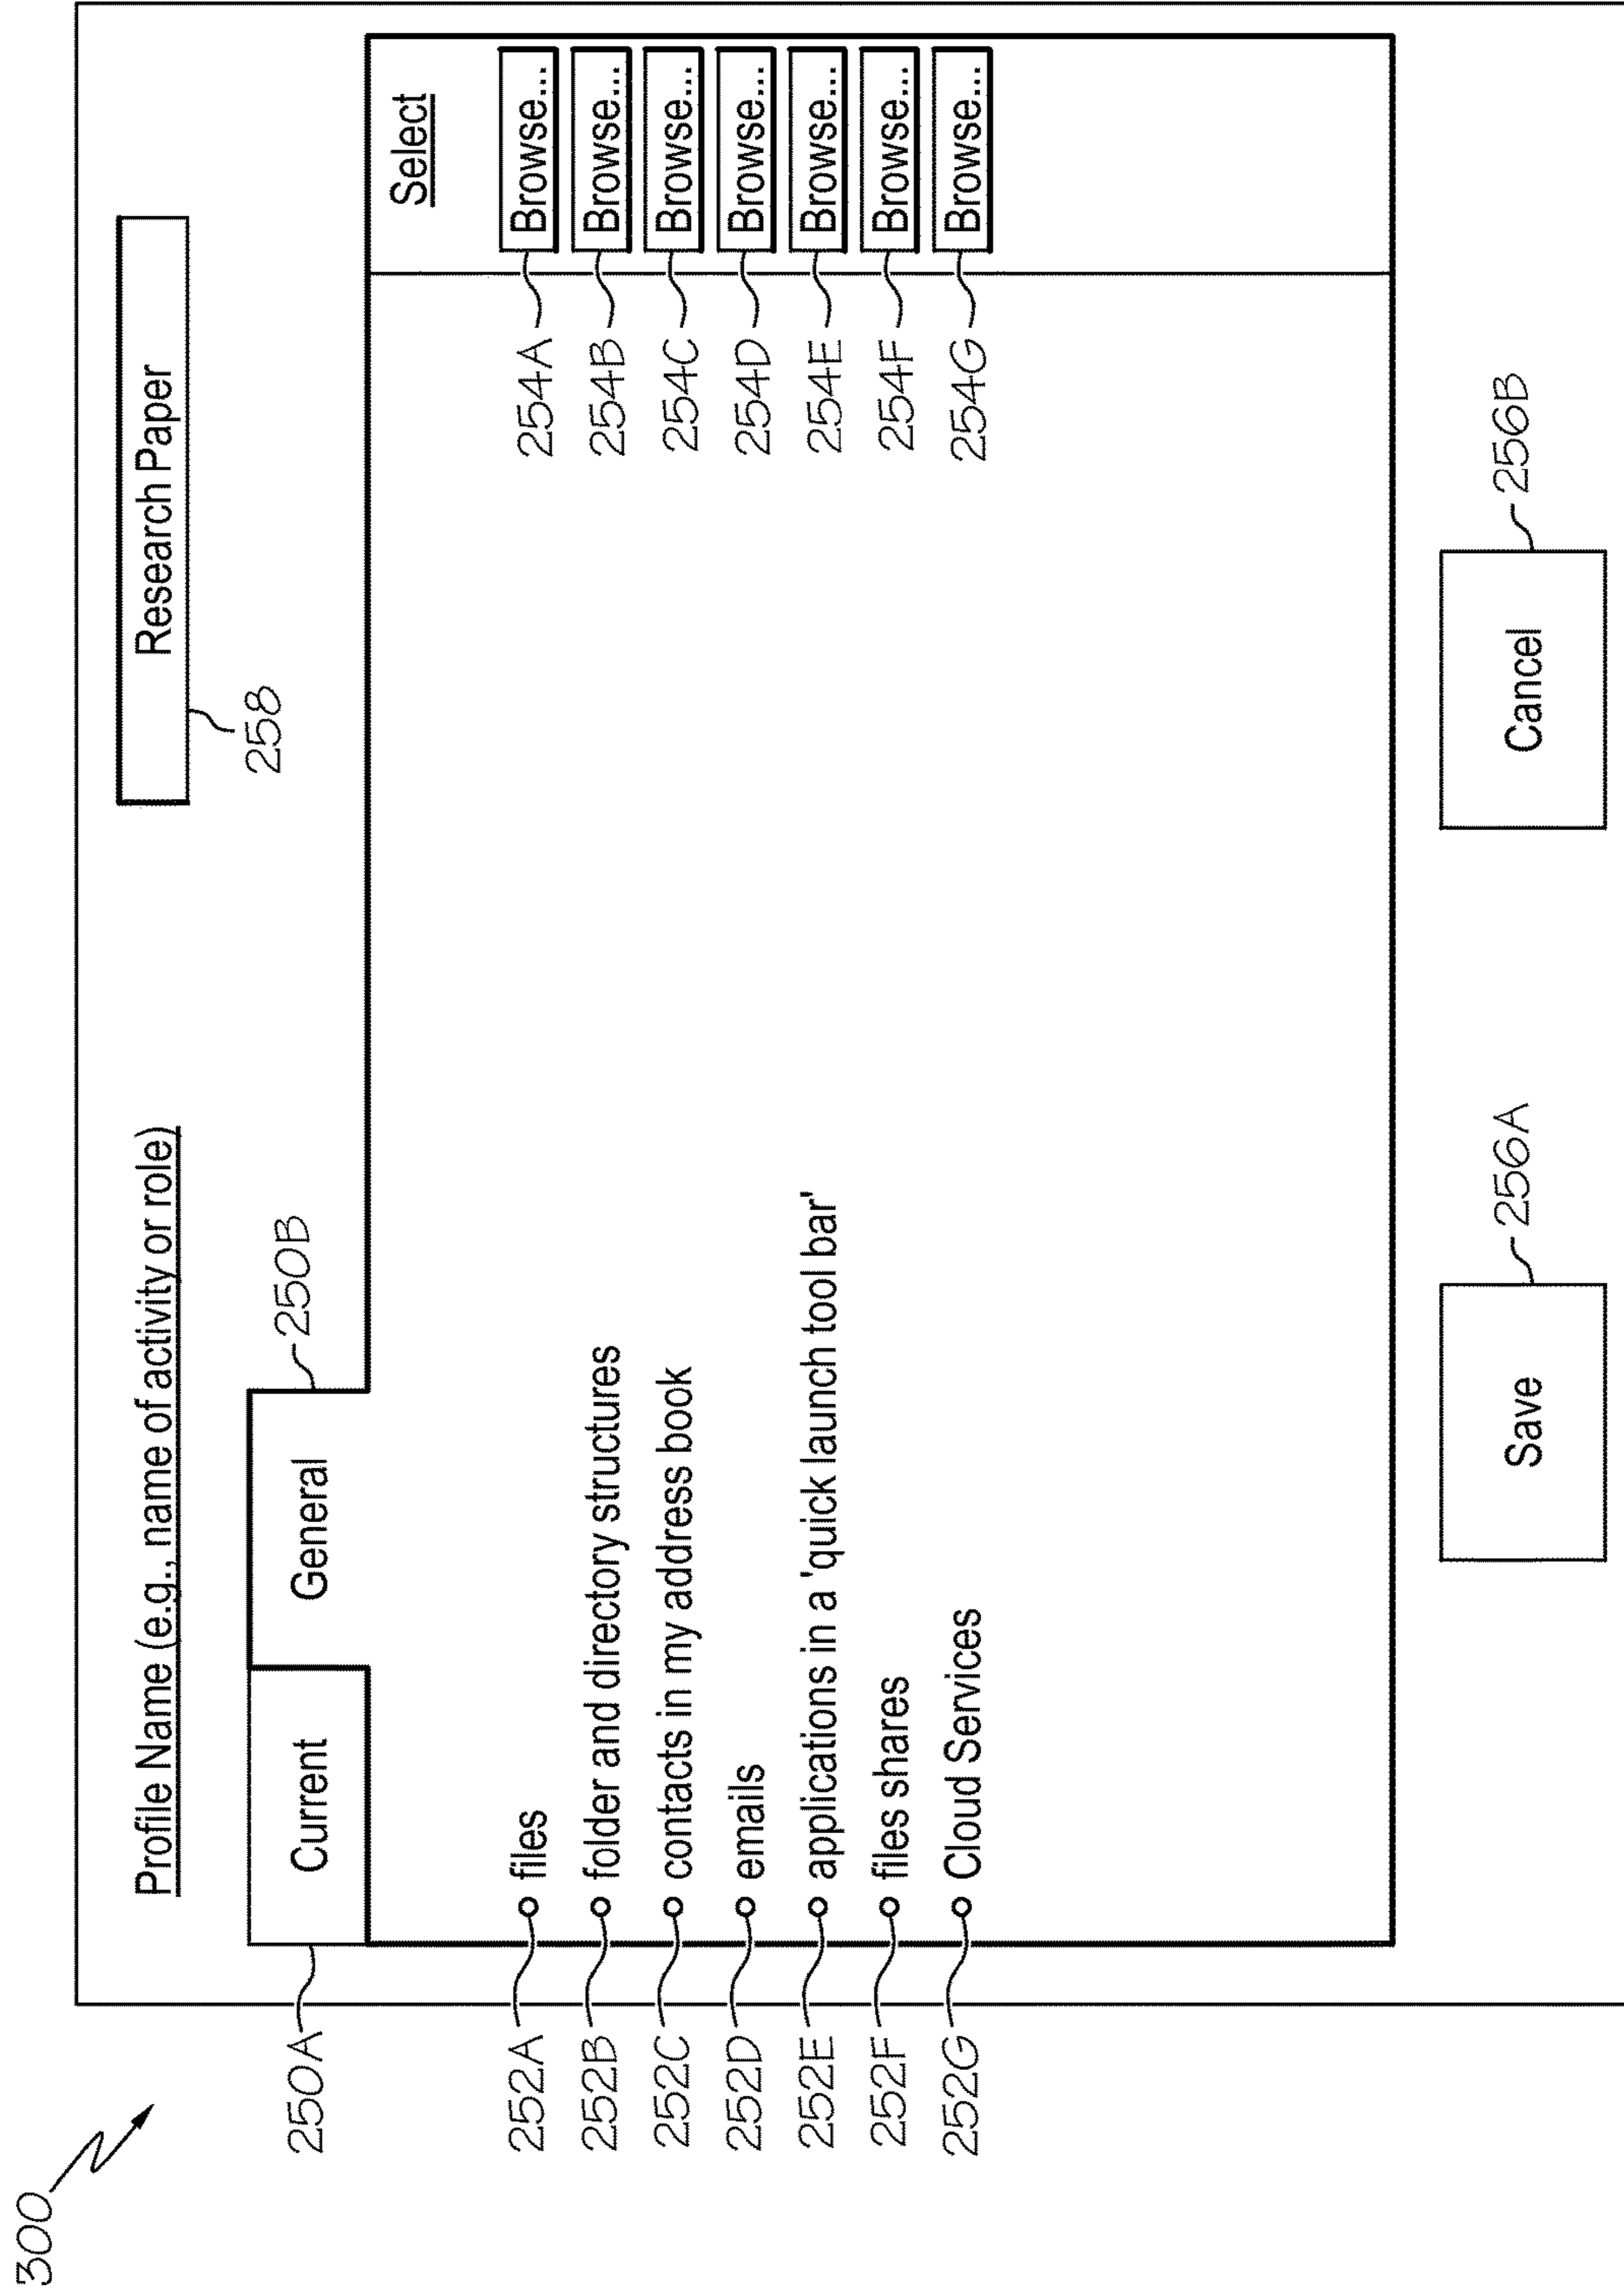 300
Profile Name (e.g., name of activity or role)
Research Paper
258
250A
Current
General
250B
Select
252A
files
254A
Browse...
252B
folder and directory structures
254B
Browse...
252C
contacts in my address book
254C
Browse...
252D
emails
254D
Browse...
252E
applications in a 'quick launch tool bar'
254E
Browse...
252F
files shares
254F
Browse...
252G
Cloud Services
254G
Browse...
Save
256A
Cancel
256B